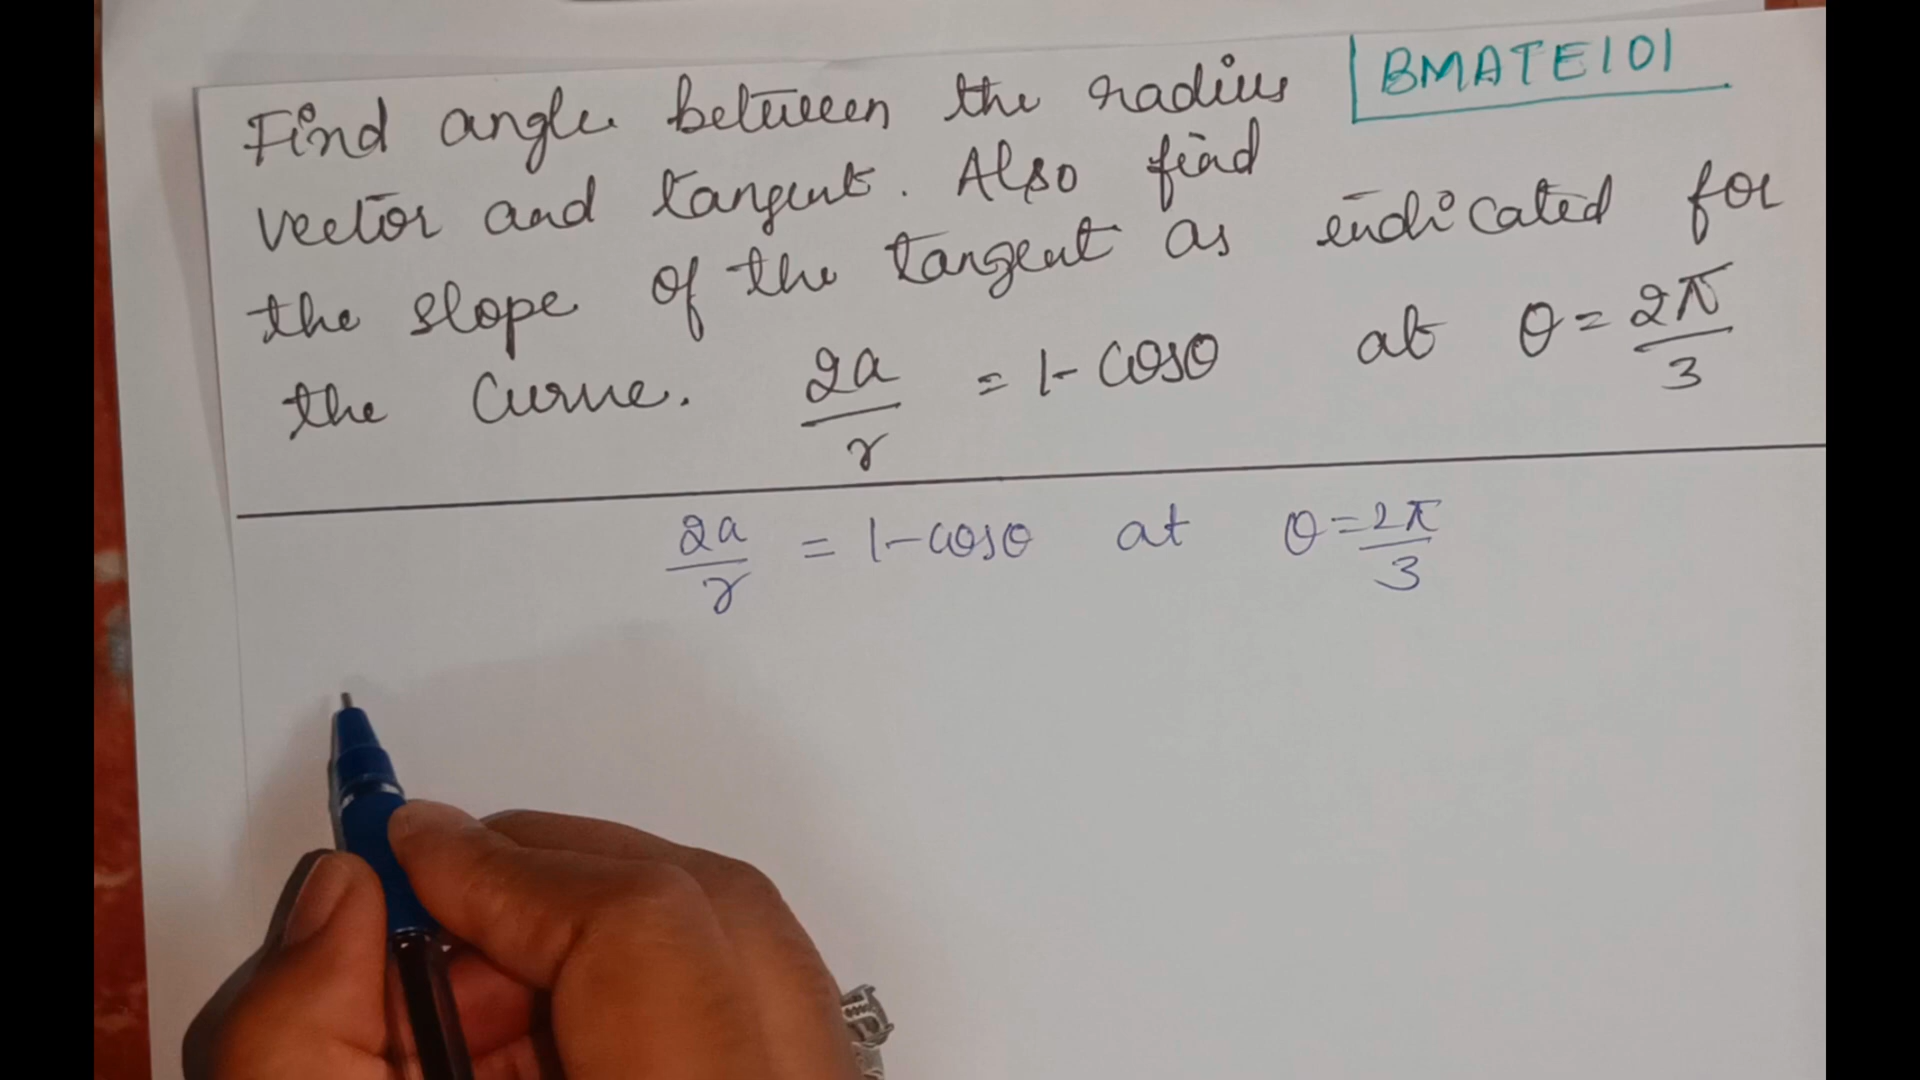 Find angle between the radius
BMATE101
vector and tangent. Also find
the slope of the tangent as indicated for
the curve. 2a/r = 1 - cosθ at θ = 2π/3
2a/r = 1 - cosθ at θ = 2π/3